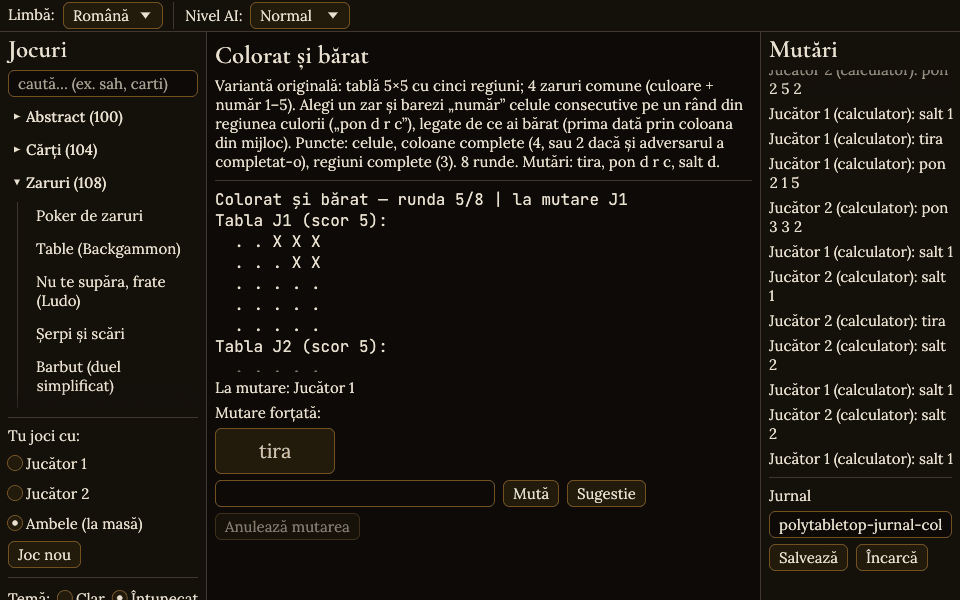 Limbă: Română ▼ Nivel AI: Normal ▼
Jocuri
caută... (ex. sah, carti)
▸ Abstract (100)
▸ Cărți (104)
▾ Zaruri (108)
Poker de zaruri
Table (Backgammon)
Nu te supăra, frate
(Ludo)
Șerpi și scări
Barbut (duel
simplificat)
Tu joci cu:
Jucător 1
Jucător 2
Ambele (la masă)
Joc nou
Temă: Clar Întunecat
Colorat și bărat
Variantă originală: tablă 5×5 cu cinci regiuni; 4 zaruri comune (culoare +
număr 1–5). Alegi un zar și barezi „număr” celule consecutive pe un rând din
regiunea culorii („pon d r c”), legate de ce ai bărat (prima dată prin coloana
din mijloc). Puncte: celule, coloane complete (4, sau 2 dacă și adversarul a
completat-o), regiuni complete (3). 8 runde. Mutări: tira, pon d r c, salt d.
Colorat și bărat — runda 5/8 | la mutare J1
Tabla J1 (scor 5):
. . X X X
. . . X X
. . . . .
. . . . .
. . . . .
Tabla J2 (scor 5):
. . . . .
La mutare: Jucător 1
Mutare forțată:
tira
Mută Sugestie
Anulează mutarea
Mutări
Jucător 2 (calculator): pon
2 5 2
Jucător 1 (calculator): salt 1
Jucător 1 (calculator): tira
Jucător 1 (calculator): pon
2 1 5
Jucător 2 (calculator): pon
3 3 2
Jucător 1 (calculator): salt 1
Jucător 2 (calculator): salt
1
Jucător 2 (calculator): tira
Jucător 2 (calculator): salt
2
Jucător 1 (calculator): salt 1
Jucător 2 (calculator): salt
2
Jucător 1 (calculator): salt 1
Jurnal
polytabletop-jurnal-col
Salvează Încarcă